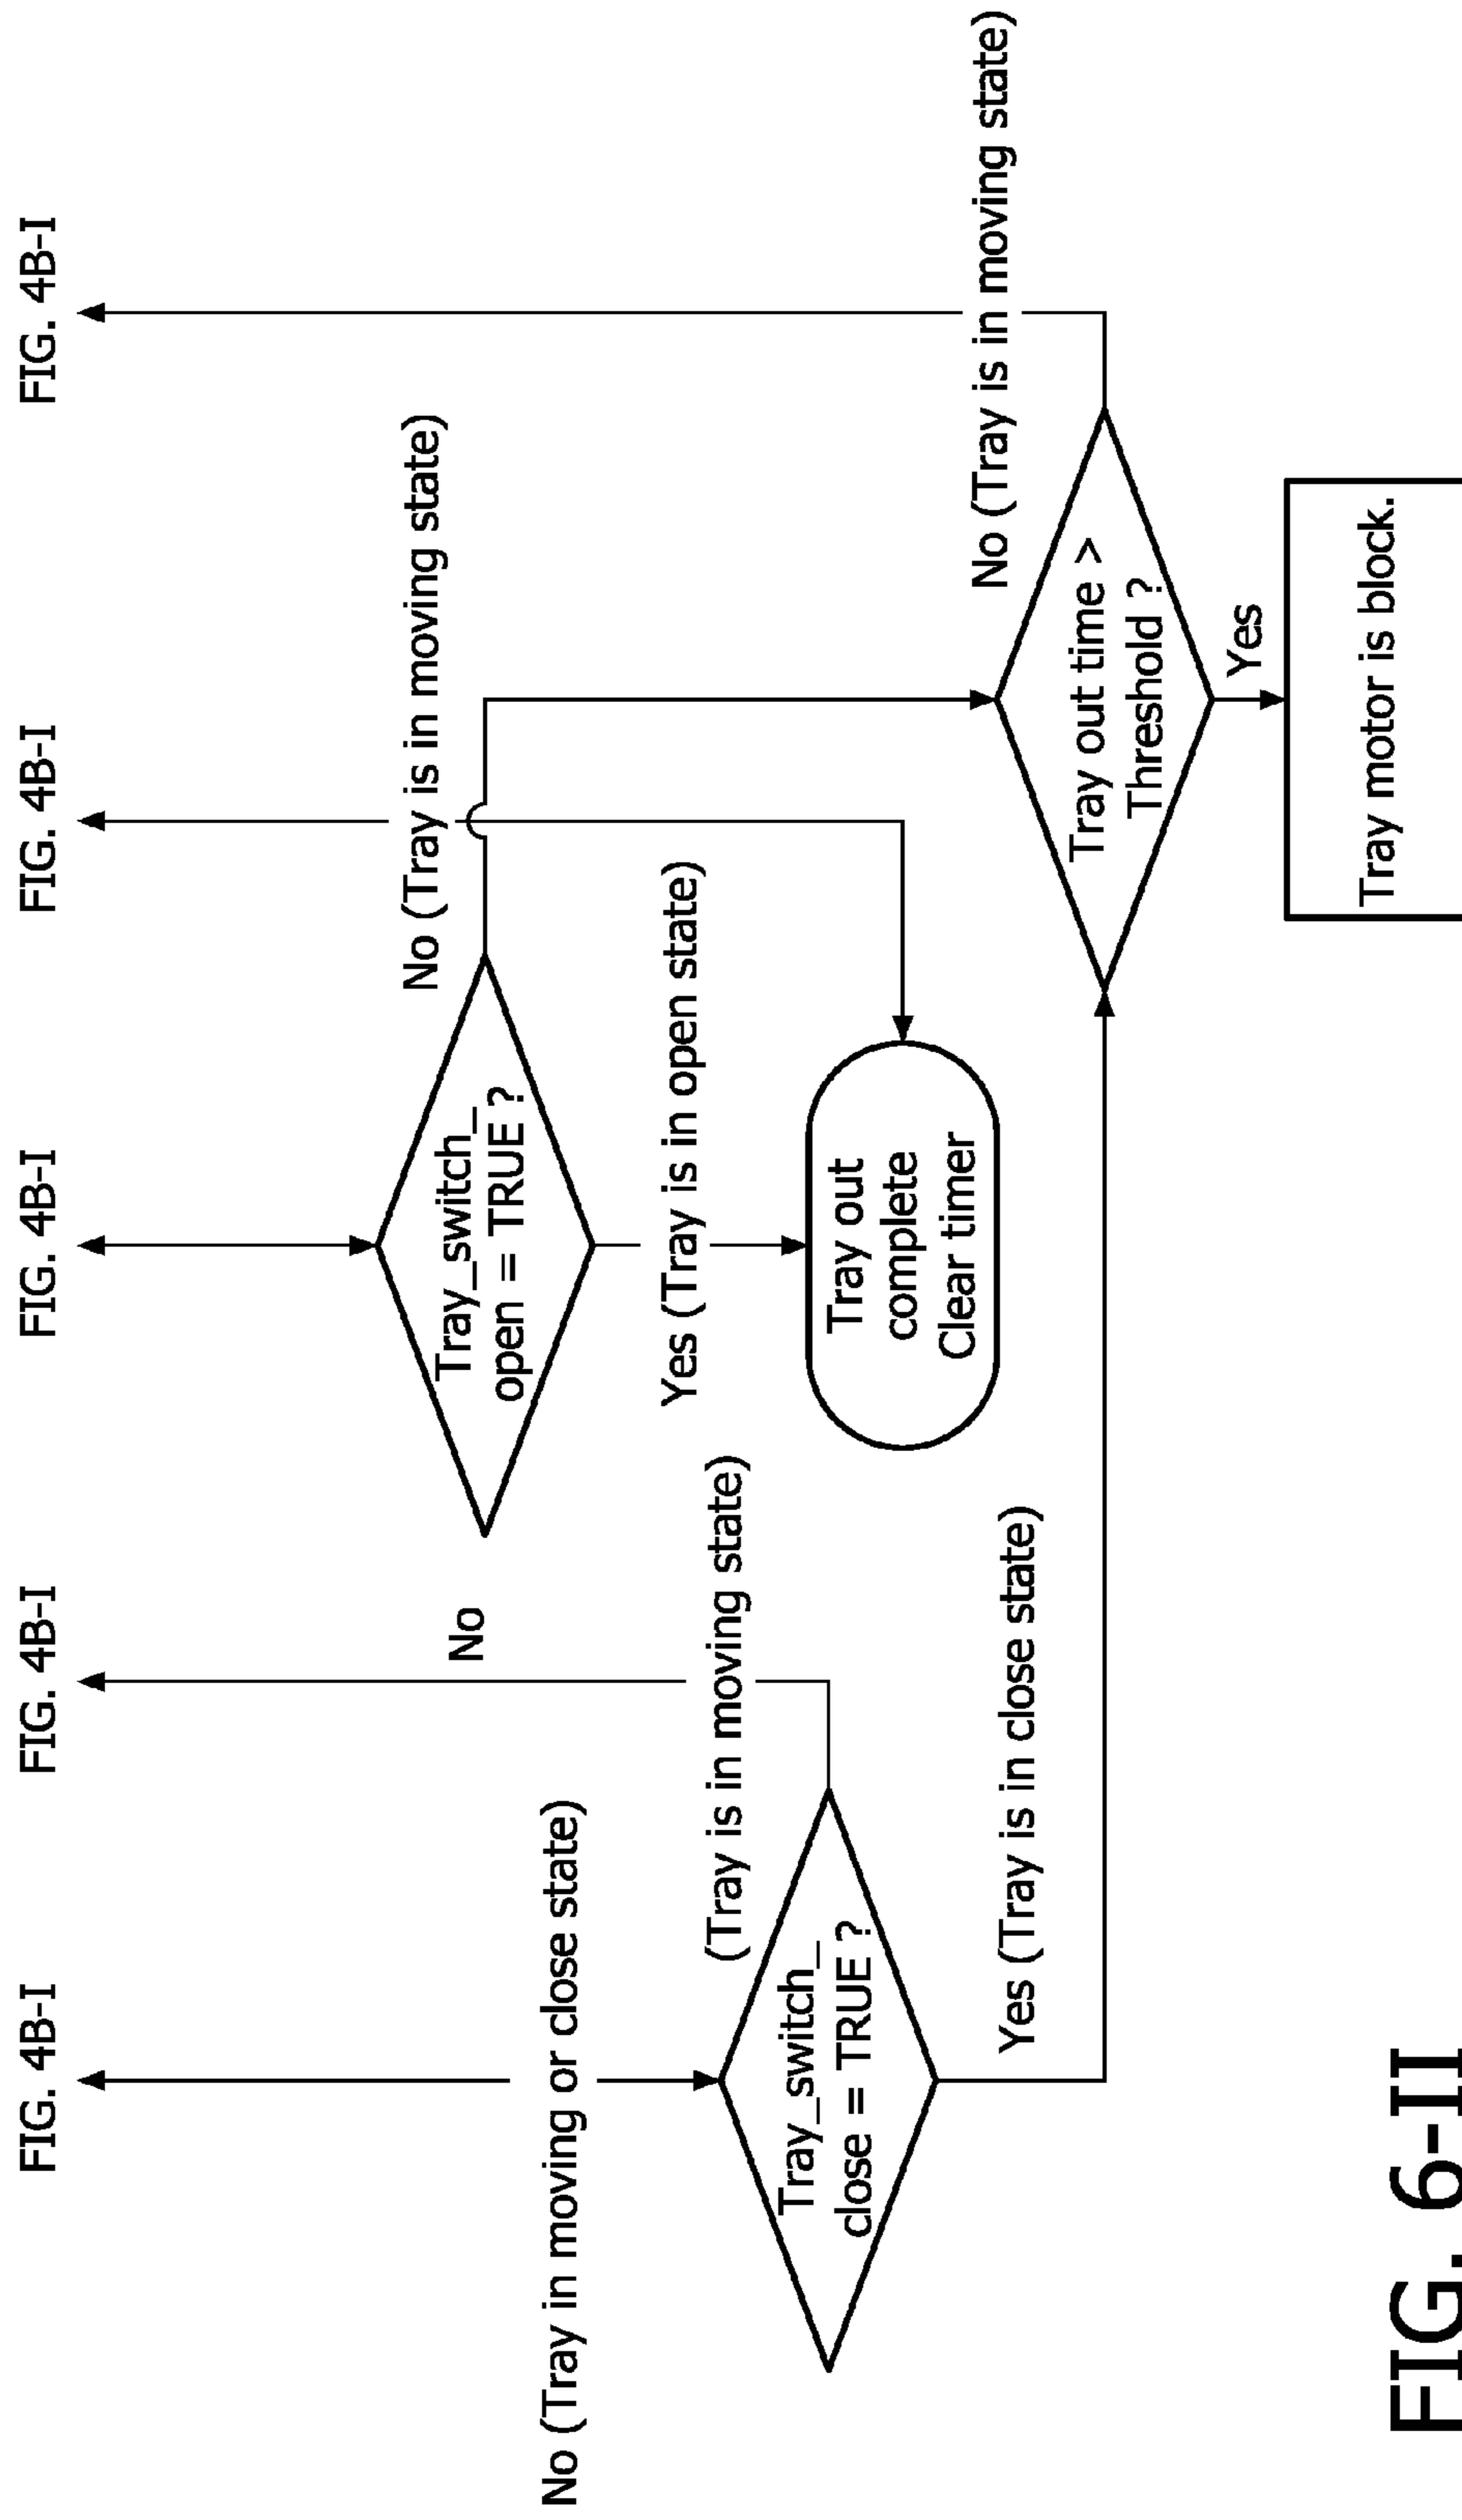 FIG. 4B-I
FIG. 4B-I
FIG. 4B-I
FIG. 4B-I
FIG. 4B-I
No (Tray is in moving state)
Tray_switch_
open = TRUE ?
No
No (Tray in moving or close state)
Yes (Tray is in open state)
(Tray is in moving state)
Tray_switch_
close = TRUE ?
Tray out
complete
Clear timer
No (Tray is in moving state)
Yes (Tray is in close state)
Tray out time >
Threshold ?
Yes
Tray motor is block.
FIG. 6-II